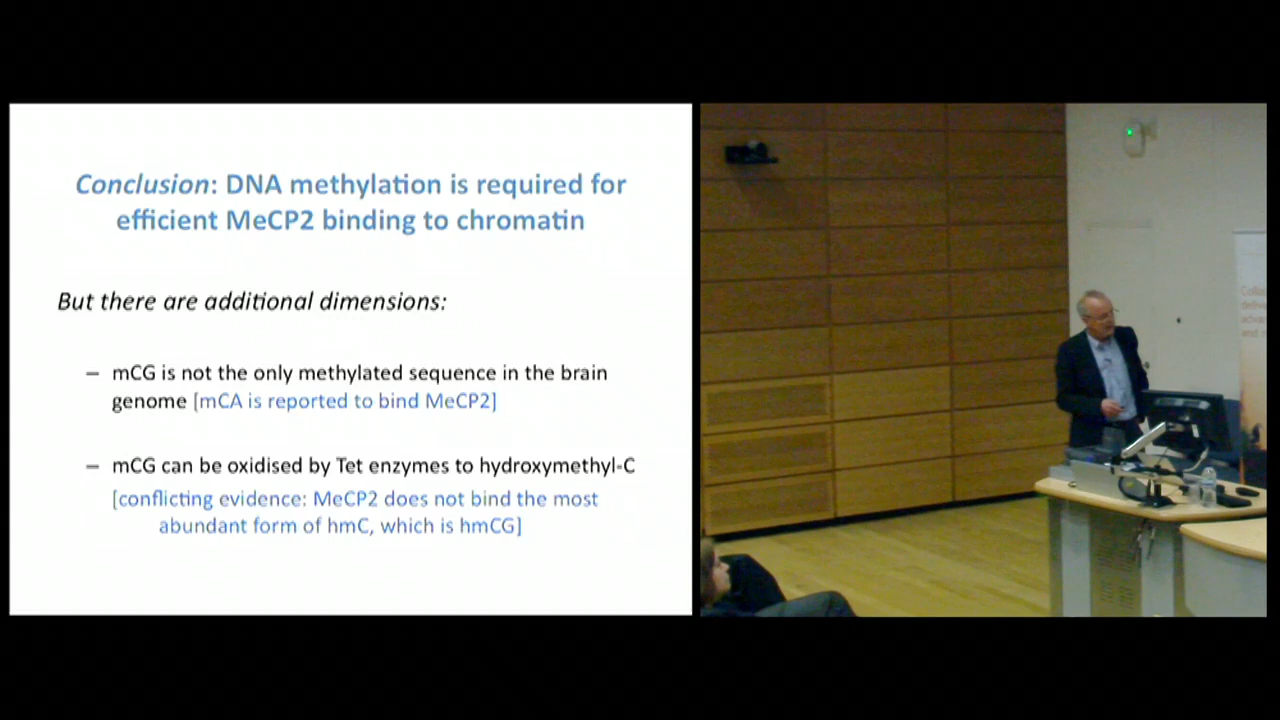 Conclusion: DNA methylation is required for
efficient MeCP2 binding to chromatin
But there are additional dimensions:
– mCG is not the only methylated sequence in the brain
genome [mCA is reported to bind MeCP2]
– mCG can be oxidised by Tet enzymes to hydroxymethyl-C
[conflicting evidence: MeCP2 does not bind the most
abundant form of hmC, which is hmCG]